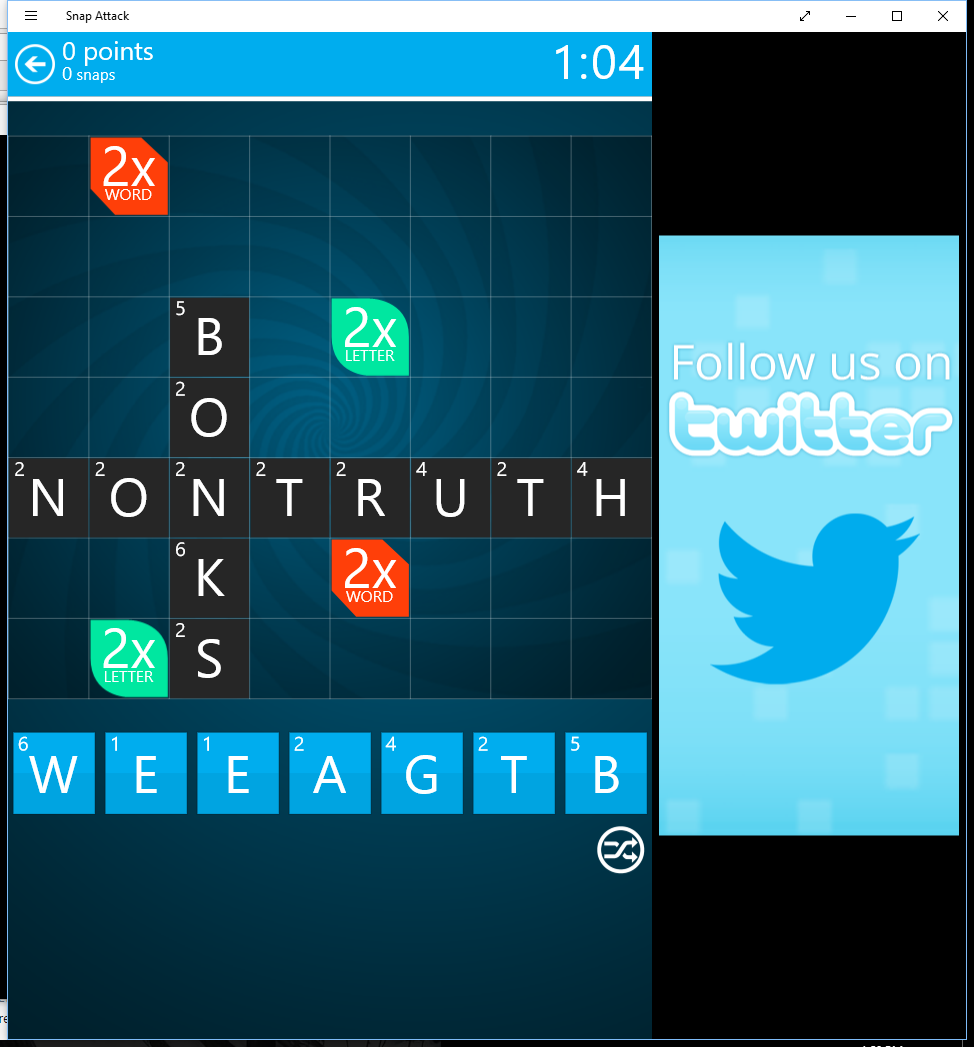 Snap Attack
0 points
0 snaps
1:04
2x
WORD
5 B
2x
LETTER
2 O
2 N 2 O 2 N 2 T 2 R 4 U 2 T 4 H
6 K
2x
WORD
2x
LETTER
2 S
6 W 1 E 1 E 2 A 4 G 2 T 5 B
Follow us on
twitter